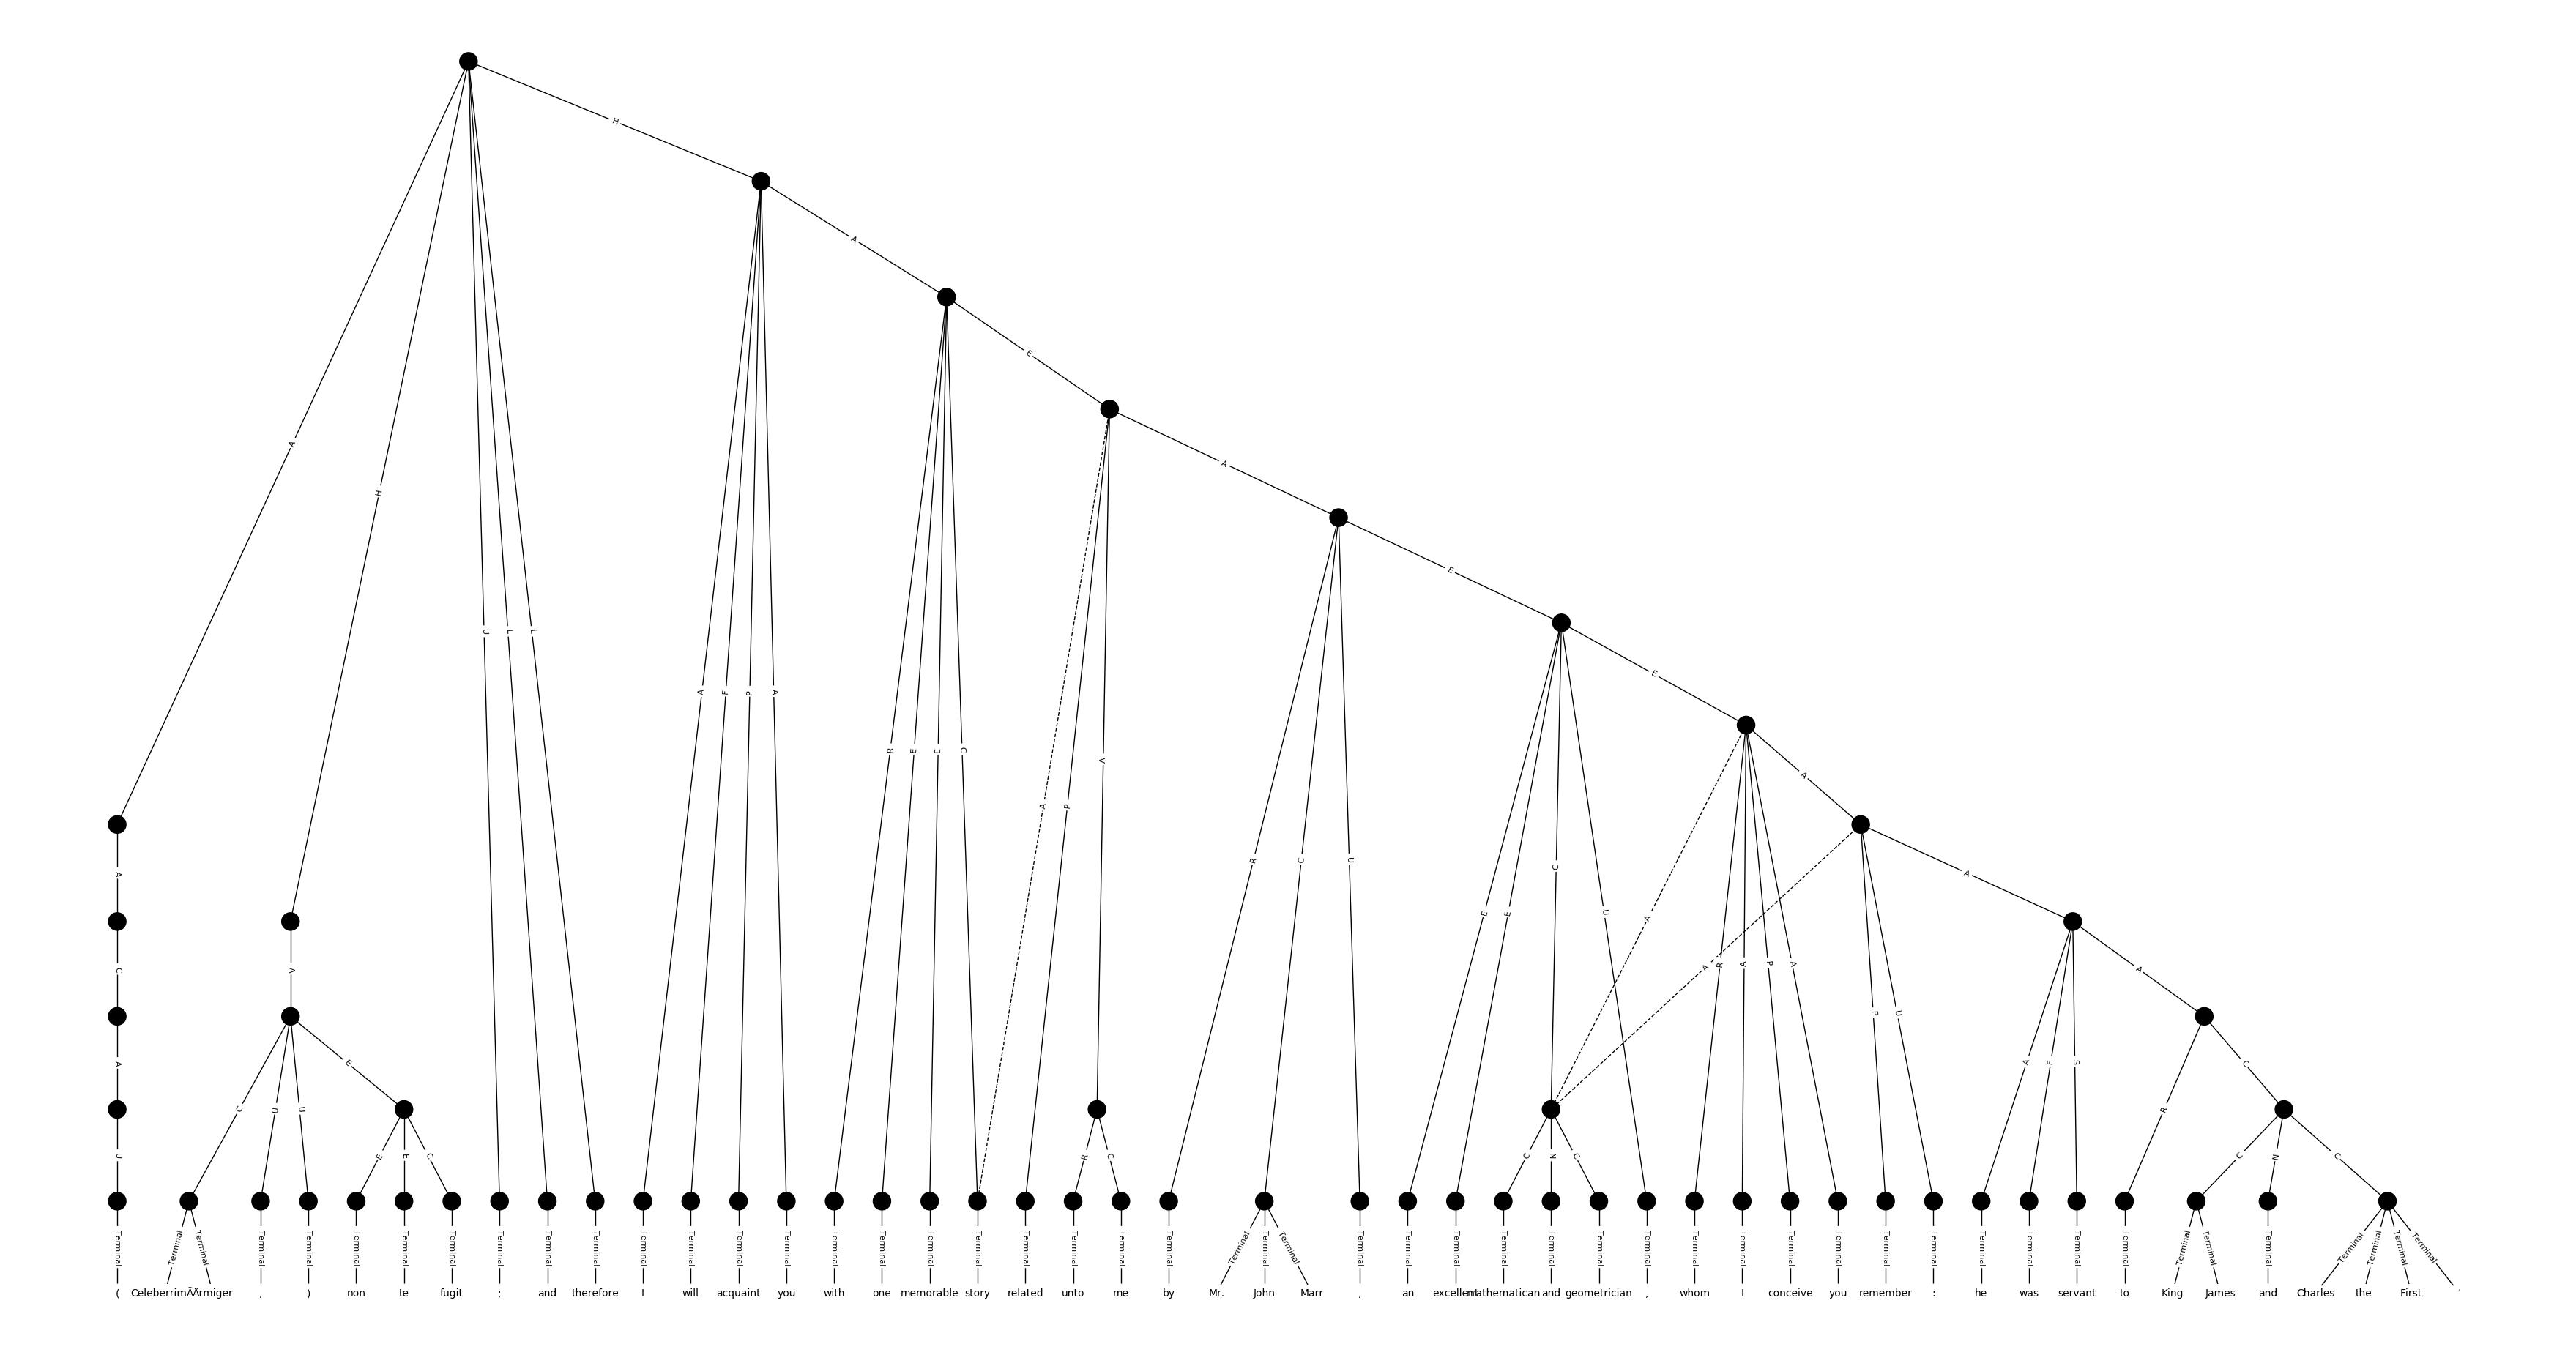 H
A
E
A
A
H
E
E
U L L
A F P A
R E E C
A
A P
A
R C U
A
C
E E
U
A
A
C
A
A
R A P A
A
P U
A
E
A F S
C
C U U
R
U
E E C
R C
C N C
C N C
Terminal Terminal Terminal Terminal Terminal Terminal Terminal Terminal Terminal Terminal Terminal Terminal Terminal Terminal Terminal Terminal Terminal Terminal Terminal Terminal Terminal Terminal Terminal Terminal Terminal Terminal Terminal Terminal Terminal Terminal Terminal Terminal Terminal Terminal Terminal Terminal Terminal Terminal Terminal Terminal Terminal Terminal Terminal Terminal Terminal Terminal Terminal Terminal Terminal Terminal
( , ) non te fugit ; and therefore I will acquaint you with one memorable story related unto me by Mr. John Marr , an excellent mathematican and geometrician , whom I conceive you remember : he was servant to King James and Charles the First .